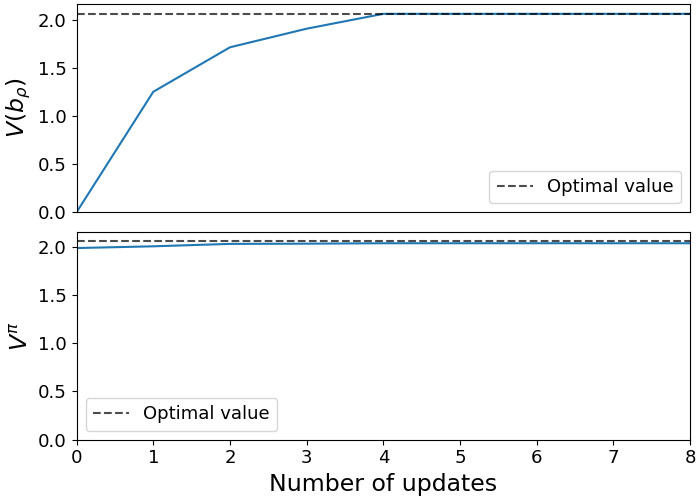 2.0
1.5
1.0
0.5
0.0
V(b_ρ)
Optimal value
2.0
1.5
1.0
0.5
0.0
V^π
Optimal value
0 1 2 3 4 5 6 7 8
Number of updates